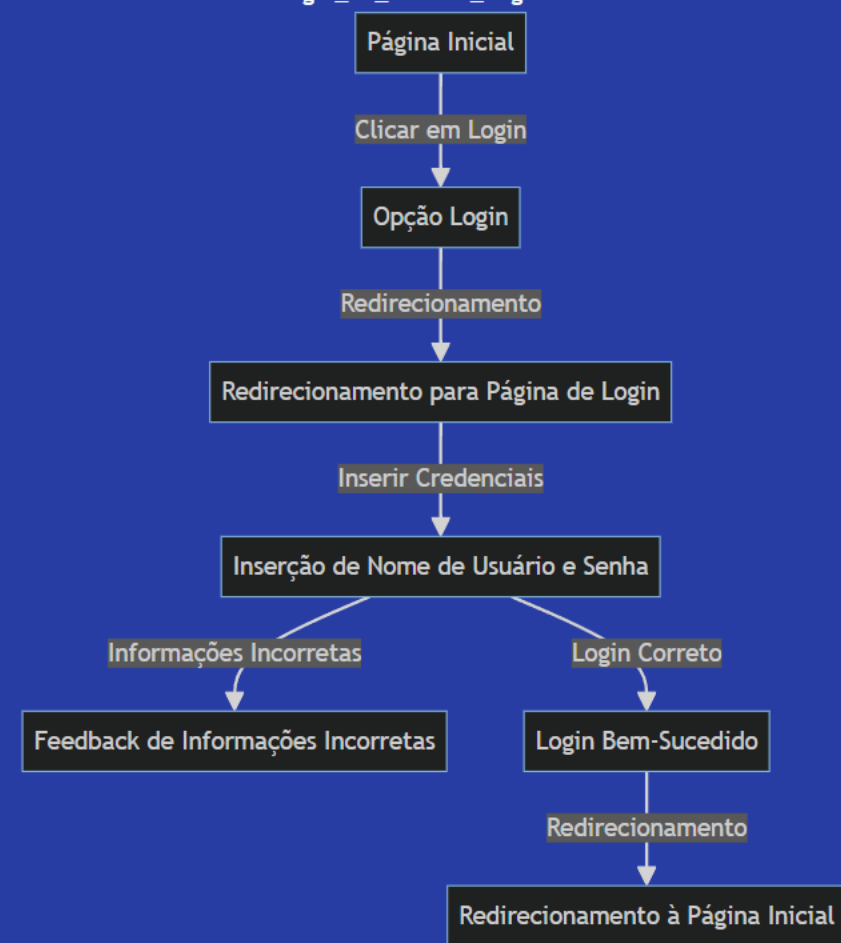 Página Inicial
Clicar em Login
Opção Login
Redirecionamento
Redirecionamento para Página de Login
Inserir Credenciais
Inserção de Nome de Usuário e Senha
Informações Incorretas
Login Correto
Feedback de Informações Incorretas
Login Bem-Sucedido
Redirecionamento
Redirecionamento à Página Inicial